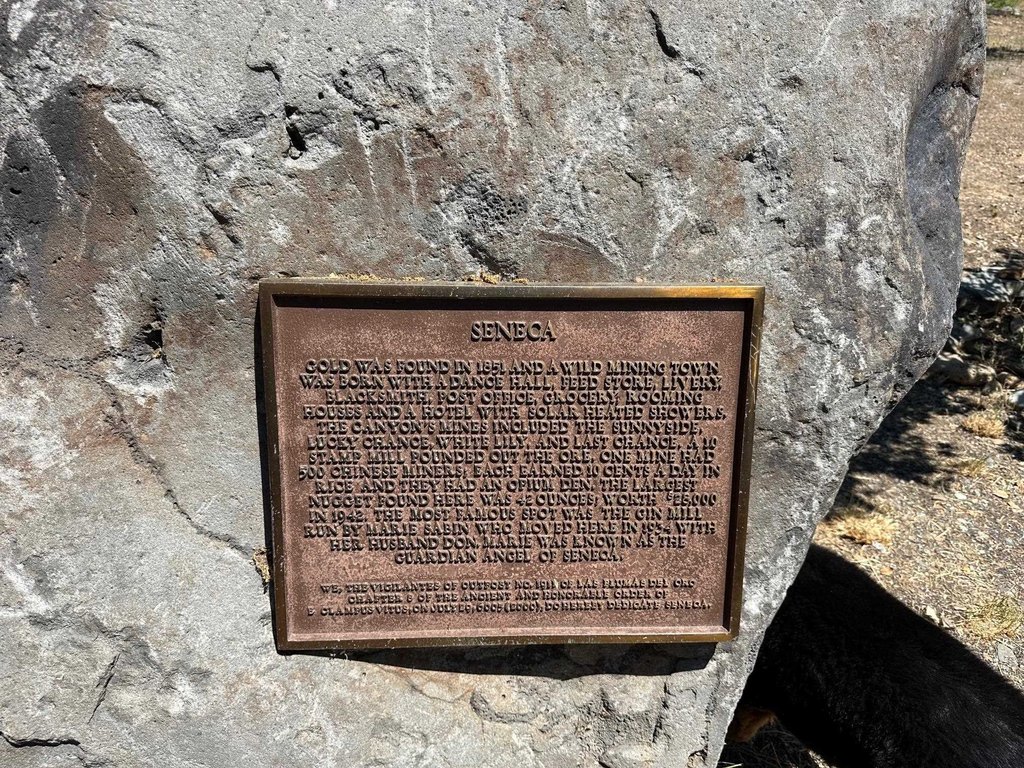 SENECA
GOLD WAS FOUND IN 1851 AND A WILD MINING TOWN
WAS BORN WITH A DANCE HALL, FEED STORE, LIVERY,
BLACKSMITH, POST OFFICE, GROCERY, ROOMING
HOUSES AND A HOTEL WITH SOLAR HEATED SHOWERS.
THE CANYON'S MINES INCLUDED THE SUNNYSIDE,
LUCKY CHANCE, WHITE LILY, AND LAST CHANCE. A 10
STAMP MILL POUNDED OUT THE ORE. ONE MINE HAD
500 CHINESE MINERS; EACH EARNED 10 CENTS A DAY IN
RICE AND THEY HAD AN OPIUM DEN. THE LARGEST
NUGGET FOUND HERE WAS 42 OUNCES; WORTH $25,000
IN 1942. THE MOST FAMOUS SPOT WAS 'THE GIN MILL'
RUN BY MARIE SABIN WHO MOVED HERE IN 1954 WITH
HER HUSBAND DON. MARIE WAS KNOWN AS THE
GUARDIAN ANGEL OF SENECA.
WE, THE VIGILANTES OF OUTPOST NO. 1911 OF LAS PLUMAS DEL ORO
CHAPTER 8 OF THE ANCIENT AND HONORABLE ORDER OF
E CLAMPUS VITUS, ON JULY 29, 6005 (2000), DO HEREBY DEDICATE SENECA.